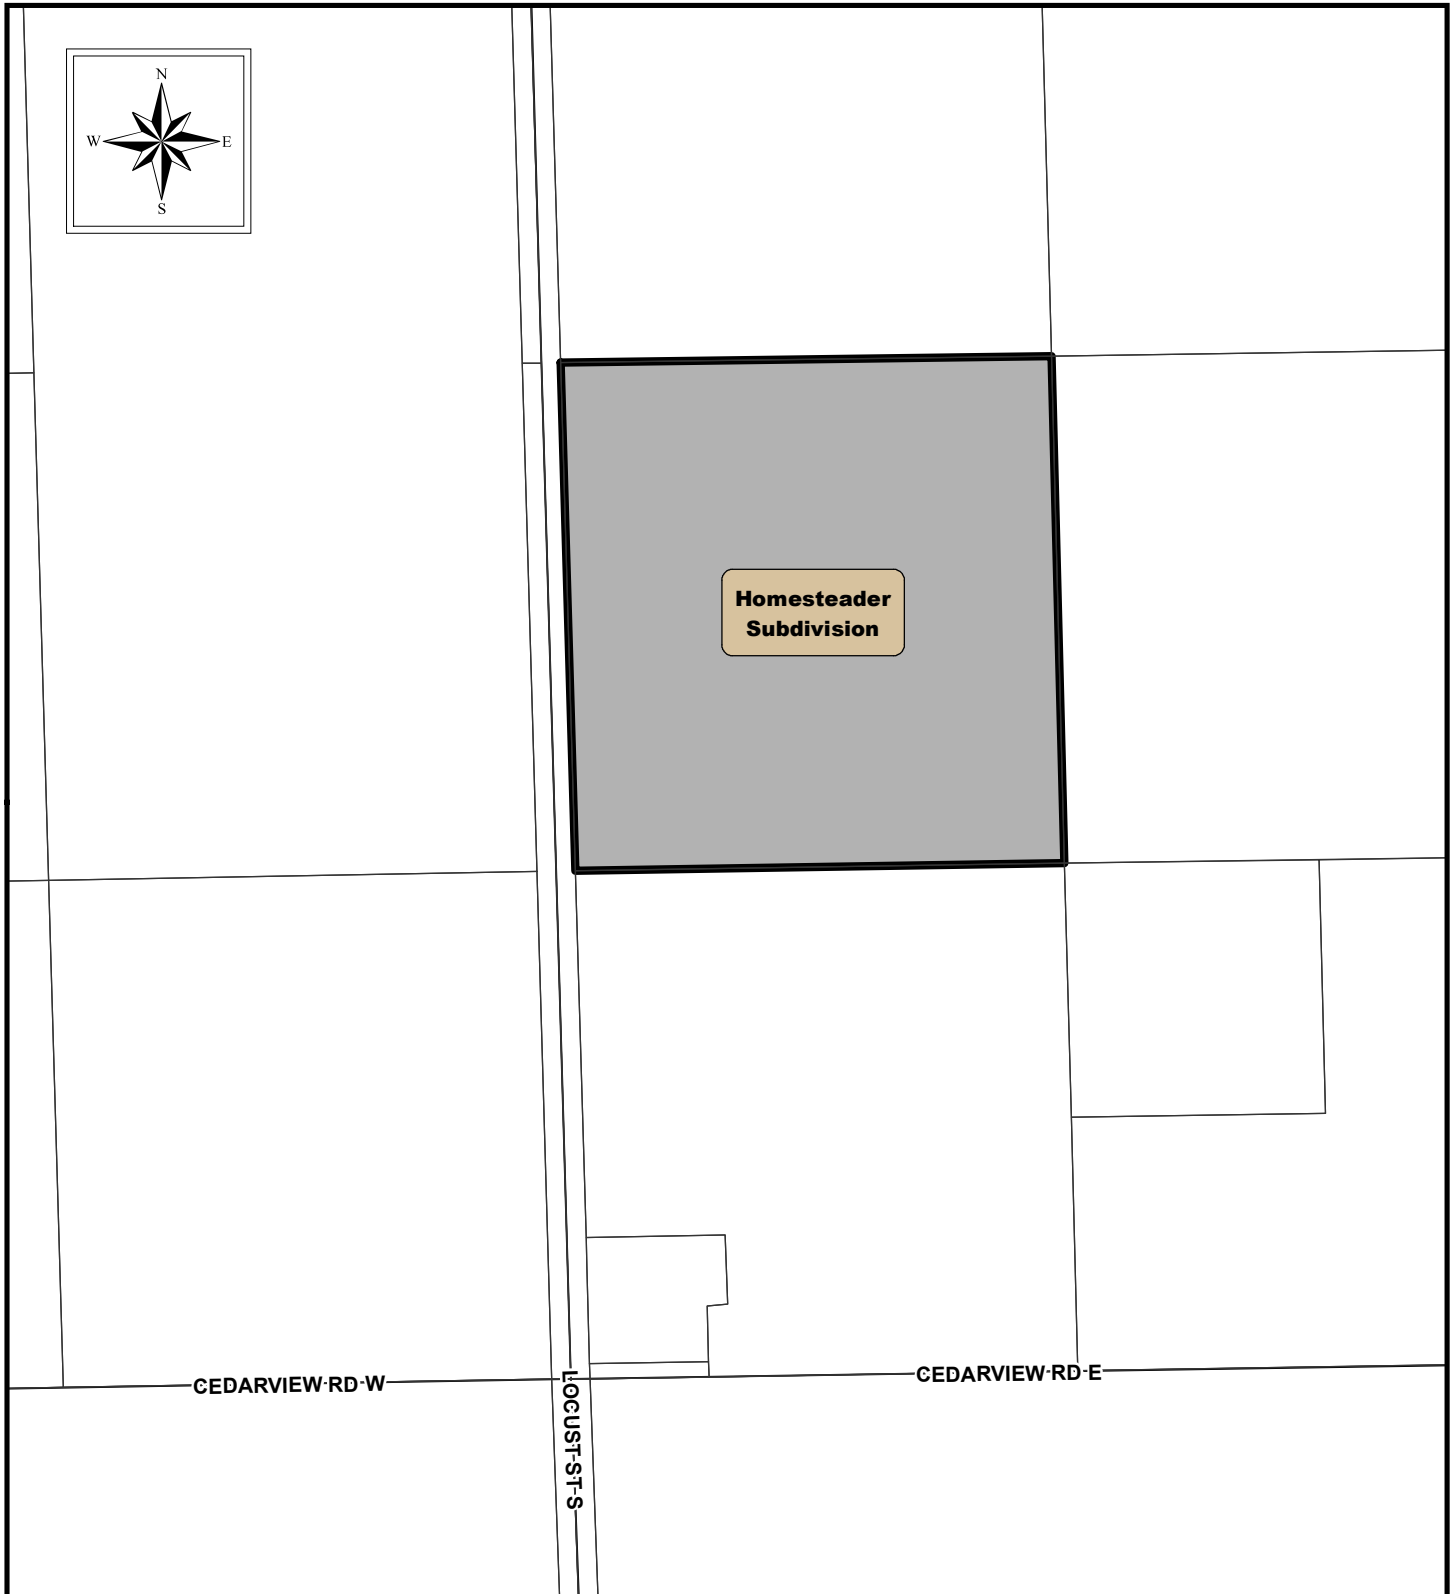 N
W
E
S
Homesteader
Subdivision
CEDARVIEW RD W
CEDARVIEW RD E
LOCUST ST S